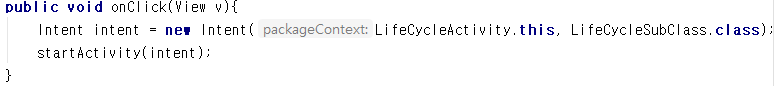 public void onClick(View v){
Intent intent = new Intent( packageContext: LifeCycleActivity.this, LifeCycleSubClass.class);
startActivity(intent);
}